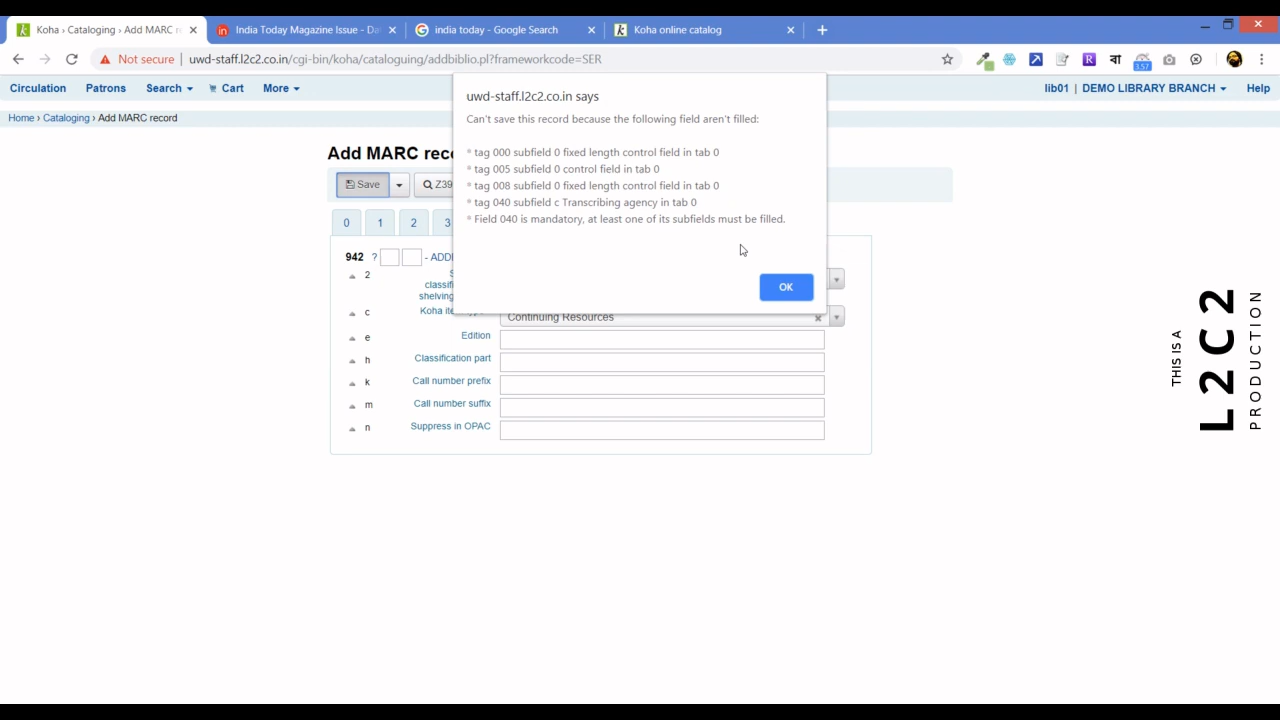 Koha › Cataloging › Add MARC r
India Today Magazine Issue - Da
india today - Google Search
Koha online catalog
Not secure | uwd-staff.l2c2.co.in/cgi-bin/koha/cataloguing/addbiblio.pl?frameworkcode=SER
R
বা
3.57
Circulation Patrons Search Cart More lib01 | DEMO LIBRARY BRANCH Help
Home › Cataloging › Add MARC record
Add MARC reco
Save Q Z39
0 1 2 3
942 ? - ADDE
2
classific
shelving
c Koha ite Continuing Resources
e Edition
h Classification part
k Call number prefix
m Call number suffix
n Suppress in OPAC
uwd-staff.l2c2.co.in says
Can't save this record because the following field aren't filled:
* tag 000 subfield 0 fixed length control field in tab 0
* tag 005 subfield 0 control field in tab 0
* tag 008 subfield 0 fixed length control field in tab 0
* tag 040 subfield c Transcribing agency in tab 0
* Field 040 is mandatory, at least one of its subfields must be filled.
OK
THIS IS A
L2C2
PRODUCTION